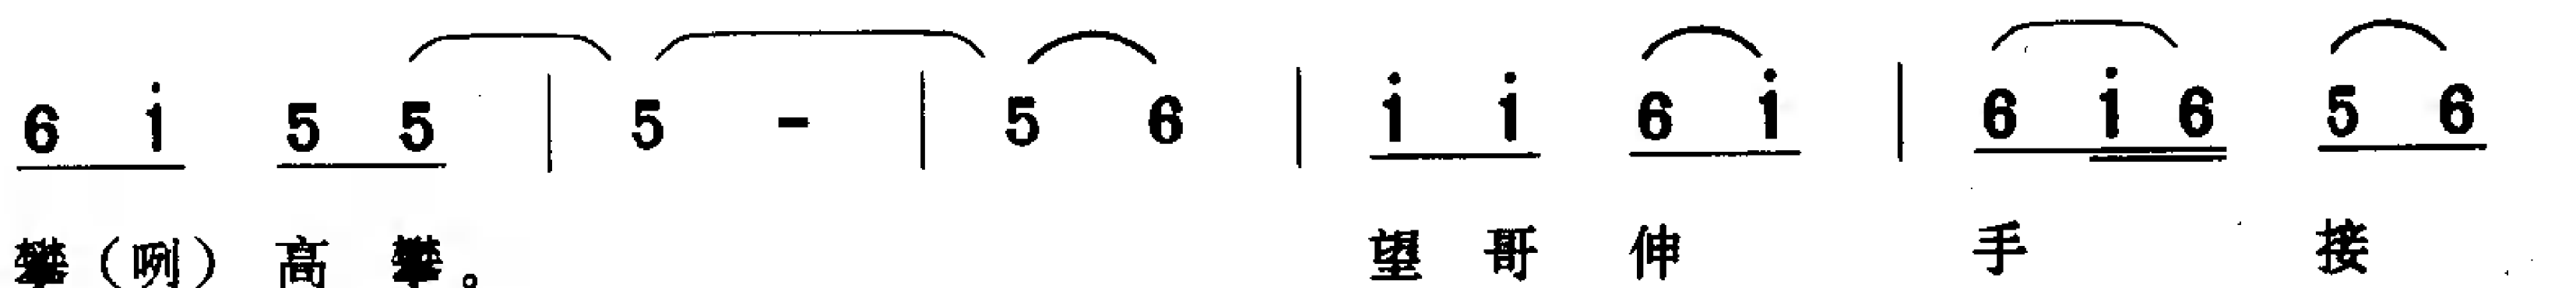 6 i 5 5 | 5 - | 5 6 | i i 6 i | 6 i 6 5 6
攀（咧）高 攀。 望 哥 伸 手 接